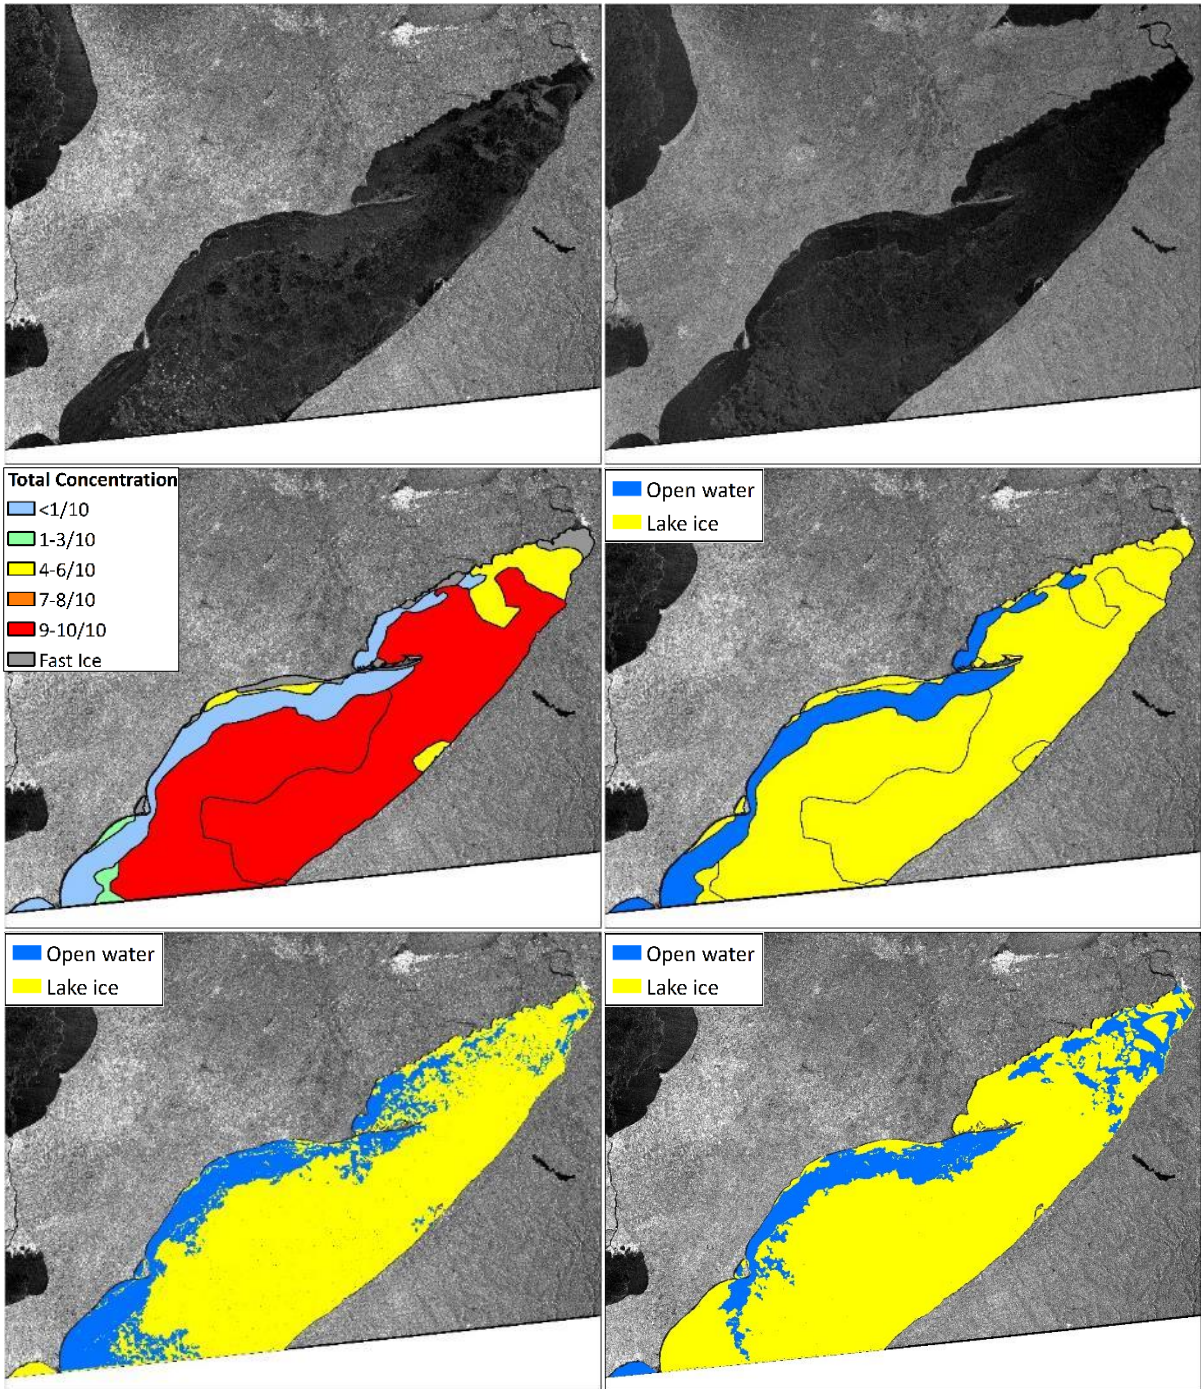 Total Concentration
<1/10
1-3/10
4-6/10
7-8/10
9-10/10
Fast Ice
Open water
Lake ice
Open water
Lake ice
Open water
Lake ice